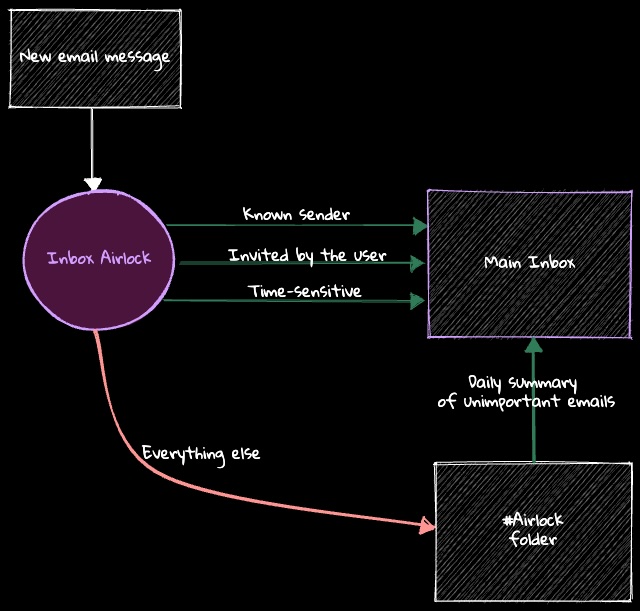 New email message
Known sender
Invited by the user
Inbox Airlock
Main Inbox
Time-sensitive
Daily summary
of unimportant emails
Everything else
#Airlock
folder